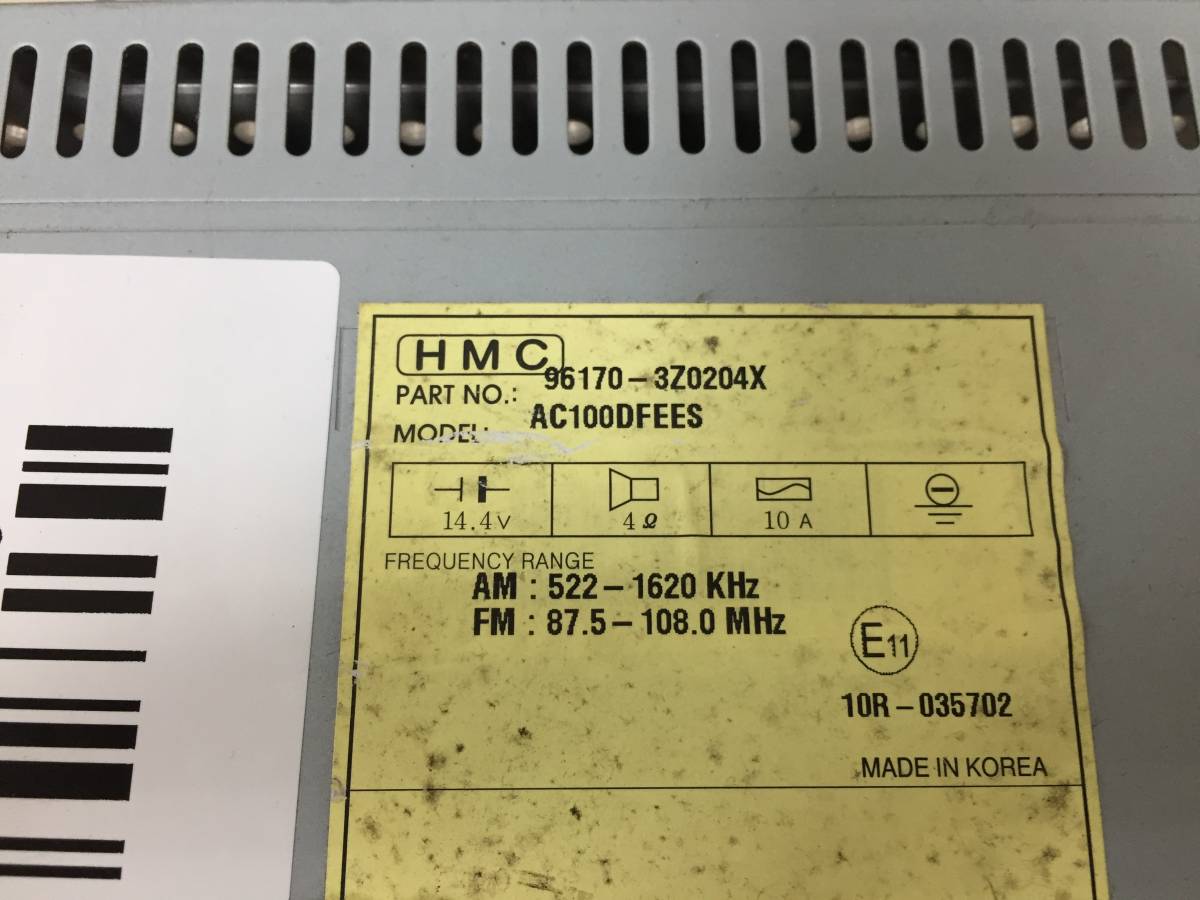 HMC
PART NO.: 96170-3Z0204X
MODEL: AC100DFEES
14.4V 4Ω 10 A
FREQUENCY RANGE
AM : 522-1620 KHz
FM : 87.5-108.0 MHz
E11
10R-035702
MADE IN KOREA